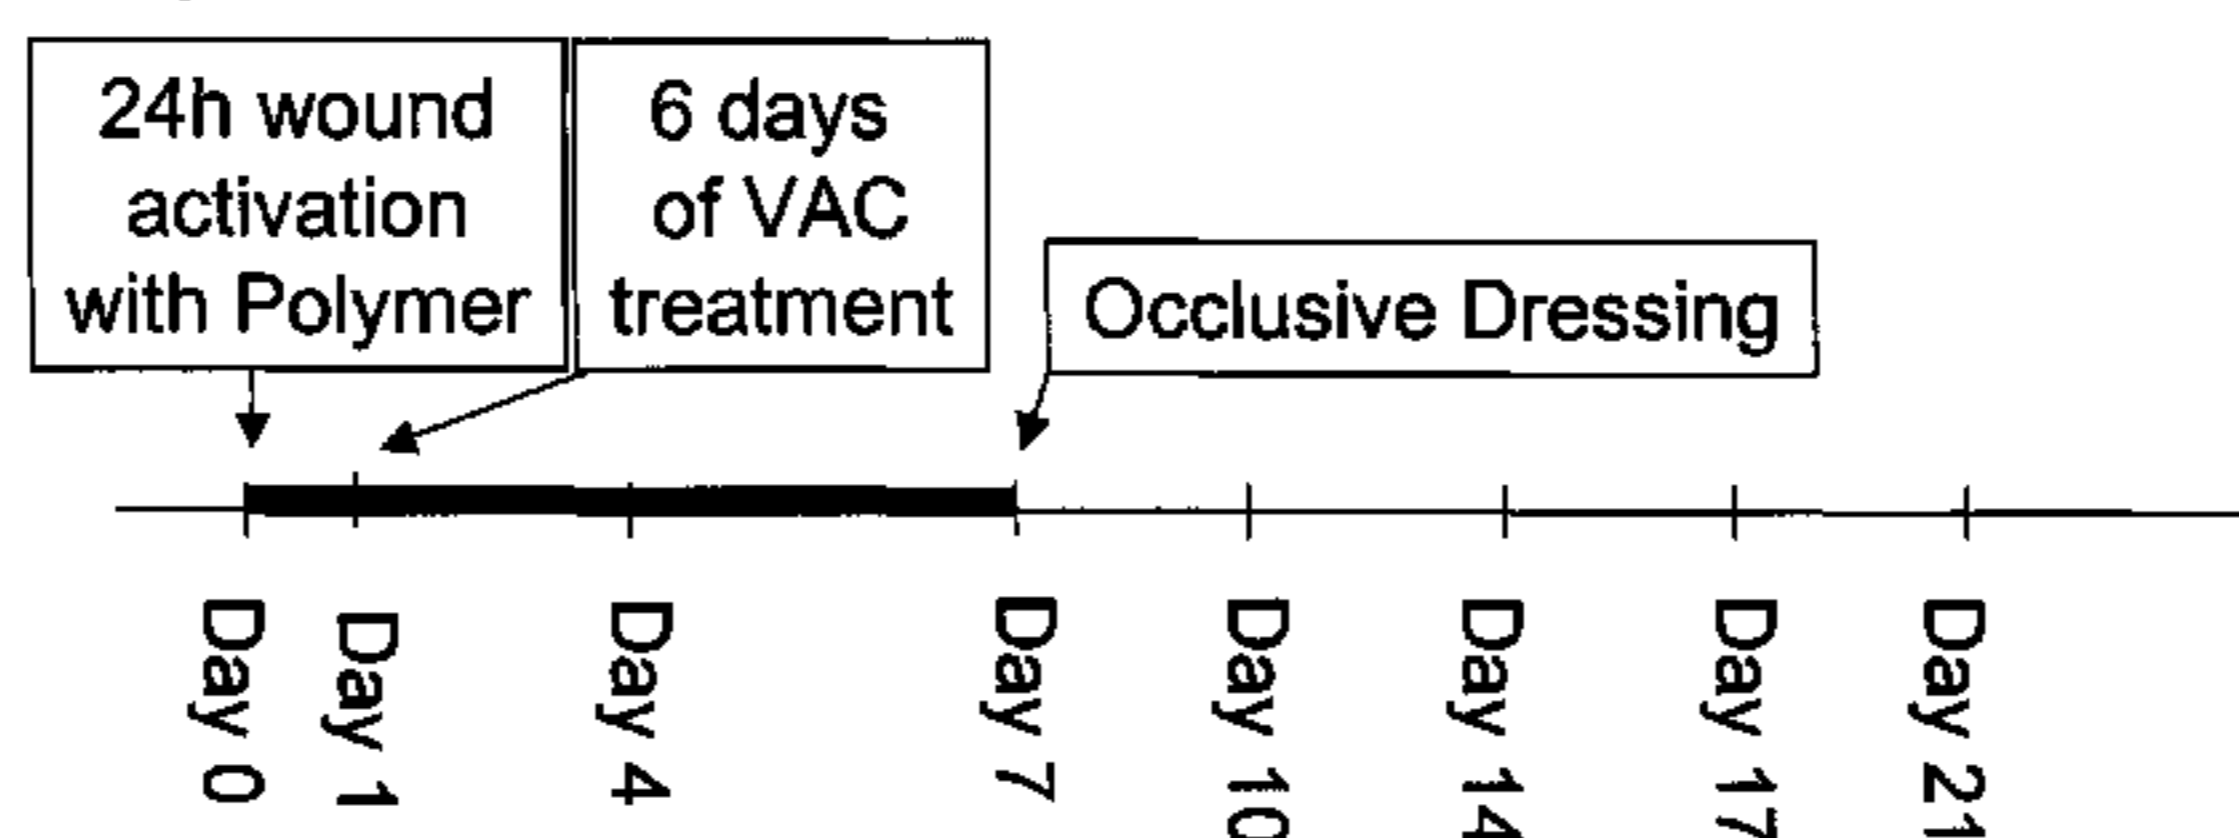 24h wound
activation
with Polymer
6 days
of VAC
treatment
Occlusive Dressing
Day 0
Day 1
Day 4
Day 7
Day 10
Day 14
Day 17
Day 21